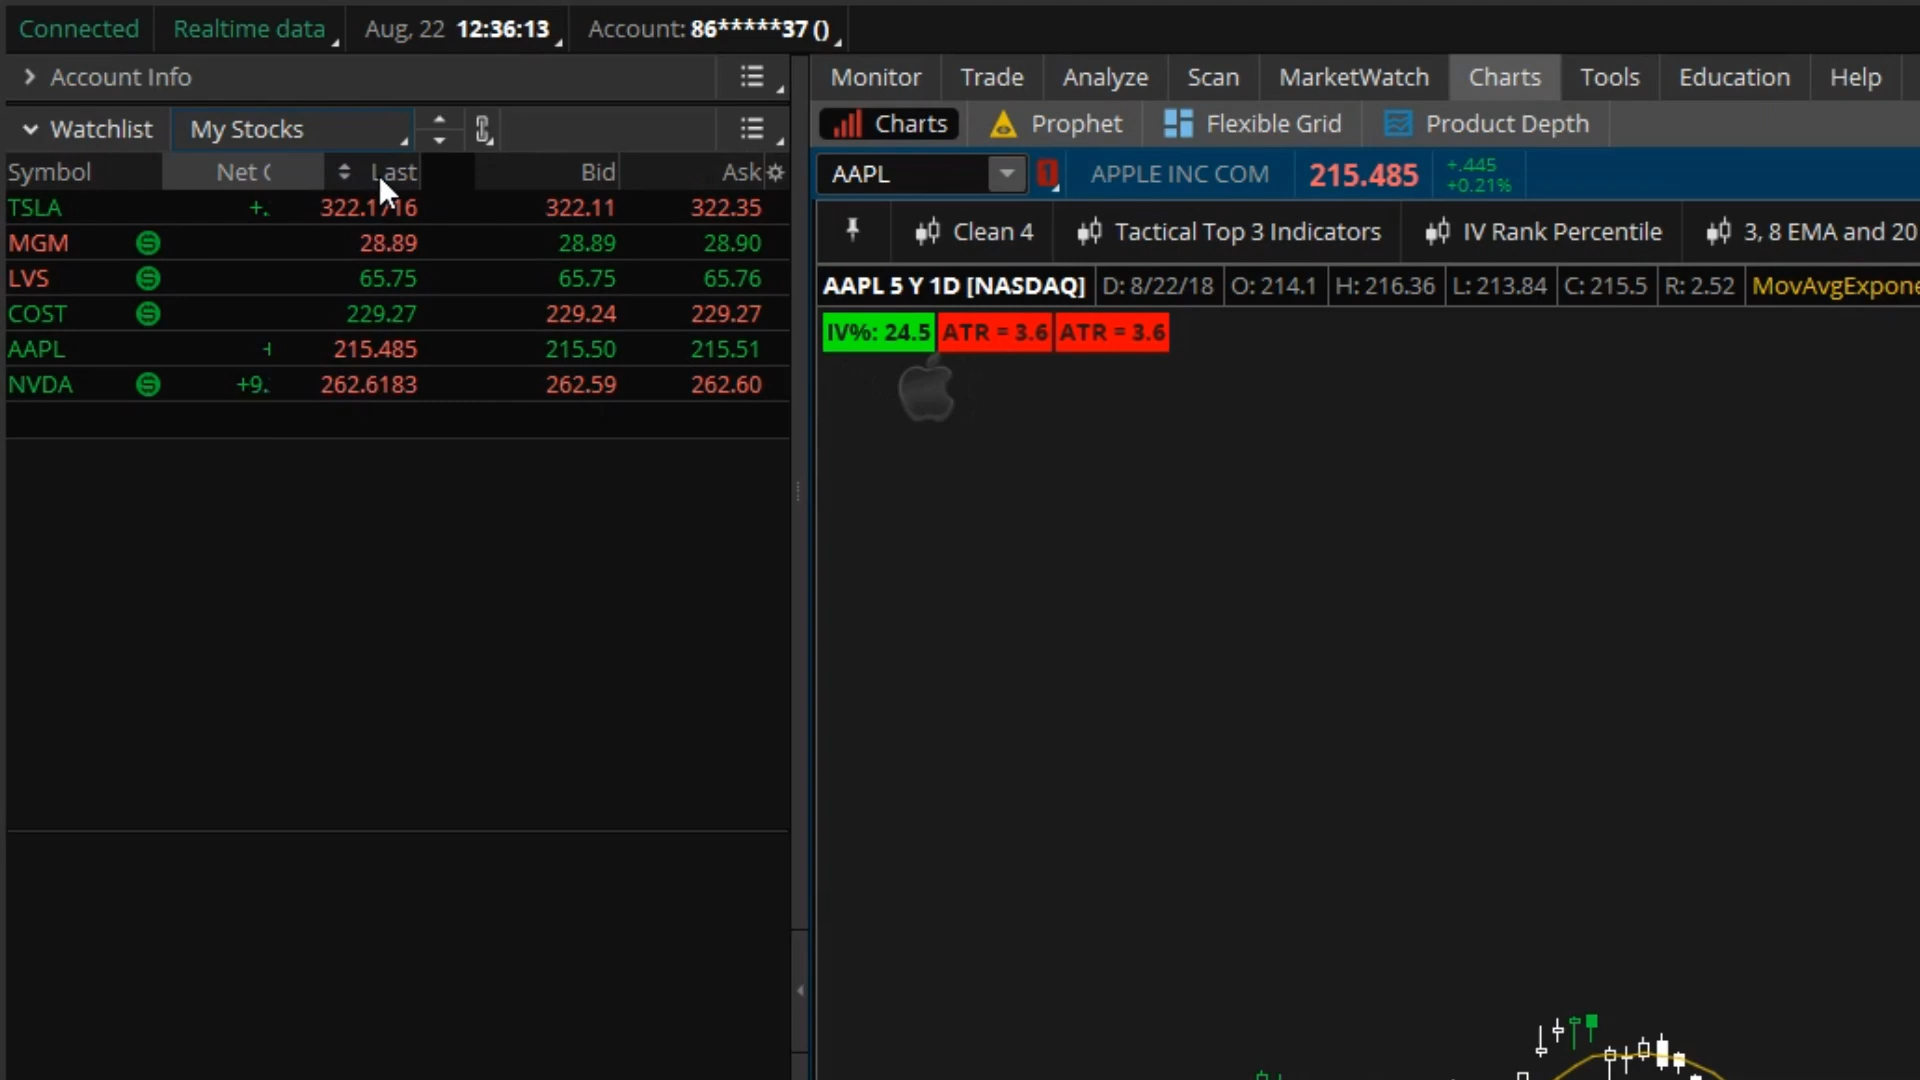 Connected Realtime data Aug, 22 12:36:13 Account: 86*****37 ()
Account Info
Watchlist My Stocks
Symbol Net Last Bid Ask
TSLA +. 322.1716 322.11 322.35
MGM 28.89 28.89 28.90
LVS 65.75 65.75 65.76
COST 229.27 229.24 229.27
AAPL 215.485 215.50 215.51
NVDA +9. 262.6183 262.59 262.60
Monitor Trade Analyze Scan MarketWatch Charts Tools Education Help
Charts Prophet Flexible Grid Product Depth
AAPL 1 APPLE INC COM 215.485 +.445
+0.21%
Clean 4 Tactical Top 3 Indicators IV Rank Percentile 3, 8 EMA and 20
AAPL 5 Y 1D [NASDAQ] D: 8/22/18 O: 214.1 H: 216.36 L: 213.84 C: 215.5 R: 2.52 MovAvgExpone
IV%: 24.5 ATR = 3.6 ATR = 3.6